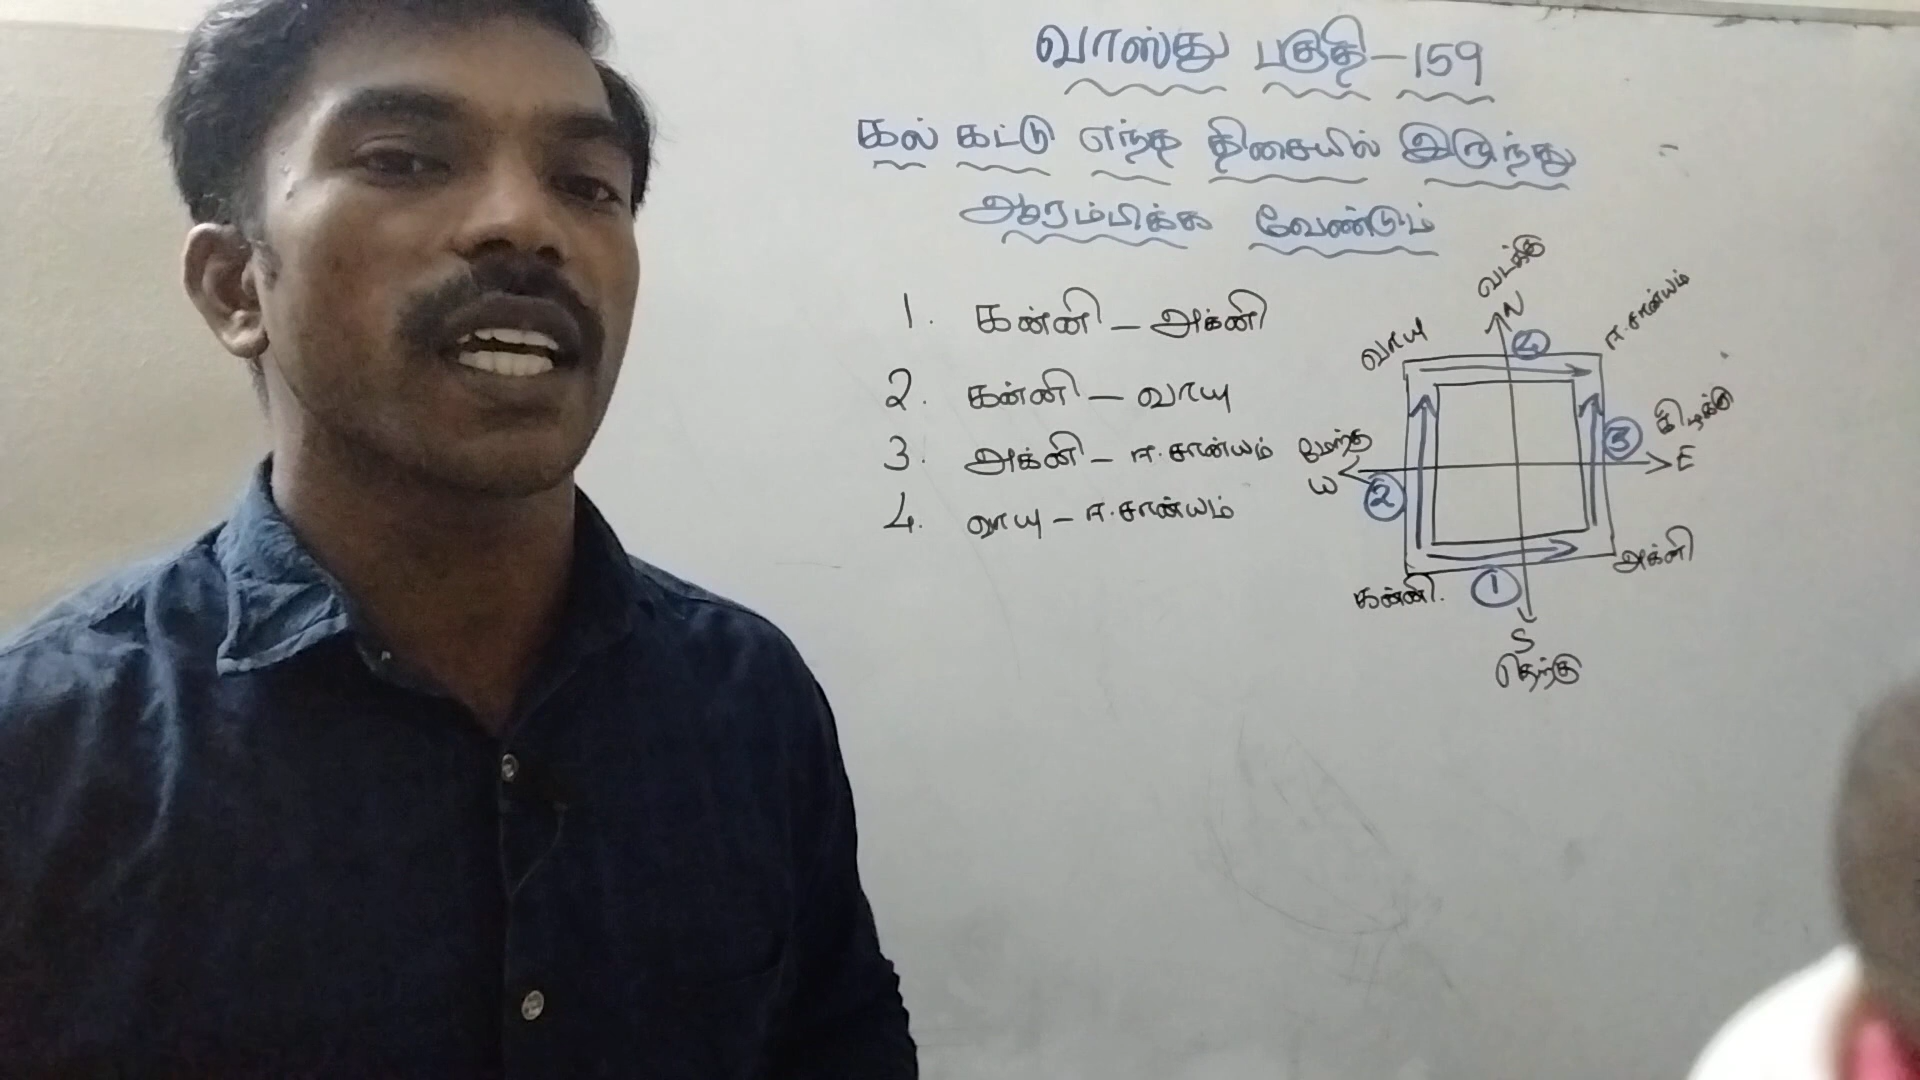 வாஸ்து பகுதி - 159
கல் கட்டு எந்த திசையில் இருந்து
ஆரம்பிக்க வேண்டும்
1. கன்னி - அக்னி
2. கன்னி - வாயு
3. அக்னி - ஈசான்யம்
4. வாயு - ஈசான்யம்
வடக்கு
N
வாயு
4
ஈசான்யம்
கிழக்கு
3
E
மேற்கு
W
2
அக்னி
கன்னி.
1
S
தெற்கு